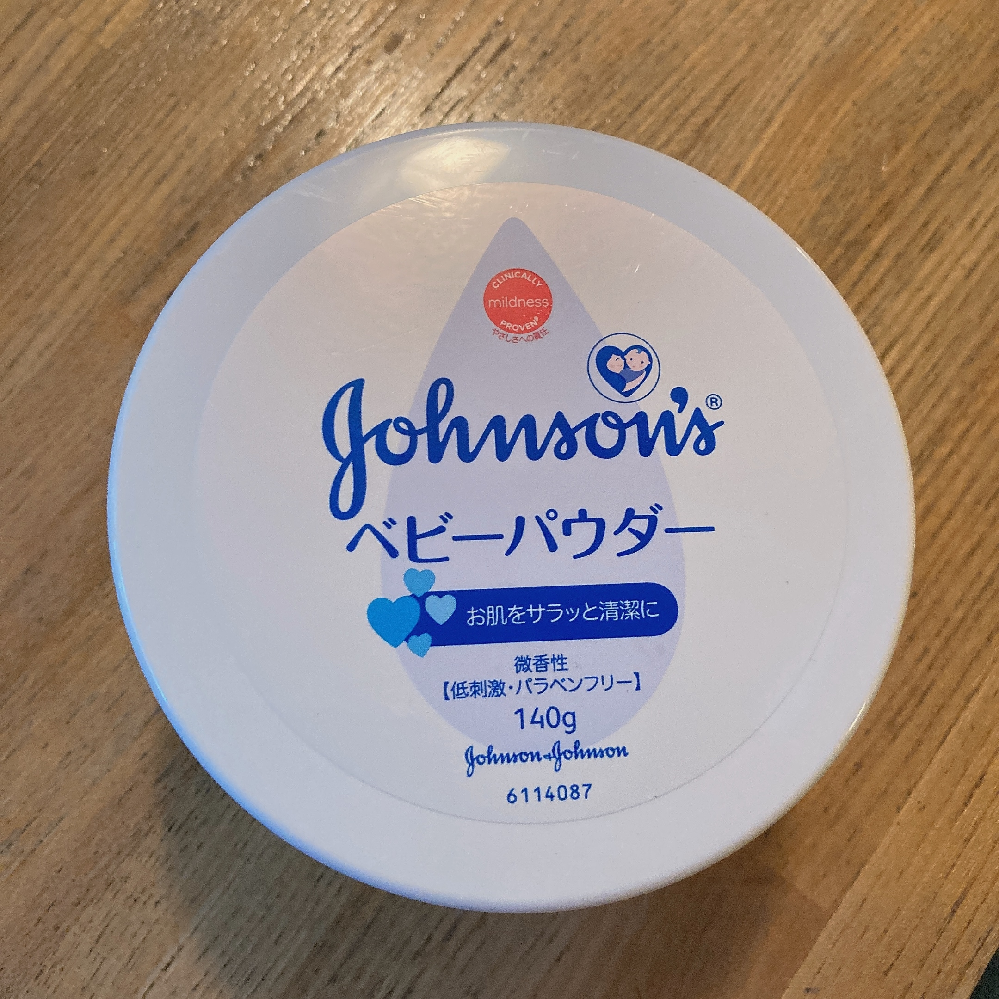 CLINICALLY
mildness
PROVEN®
やさしさへの責任
Johnson's®
ベビーパウダー
お肌をサラッと清潔に
微香性
【低刺激・パラベンフリー】
140g
Johnson&Johnson
6114087